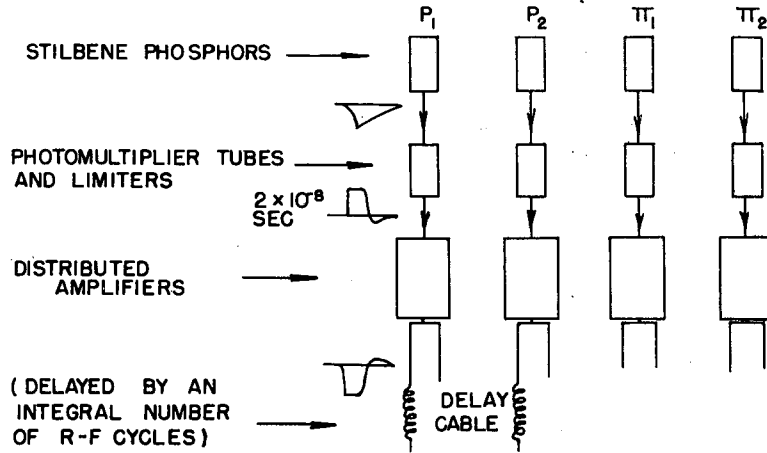 P₁ P₂ π₁ π₂
STILBENE PHOSPHORS
PHOTOMULTIPLIER TUBES
AND LIMITERS
2 × 10⁻⁸
SEC
DISTRIBUTED
AMPLIFIERS
(DELAYED BY AN
INTEGRAL NUMBER
OF R-F CYCLES)
DELAY
CABLE